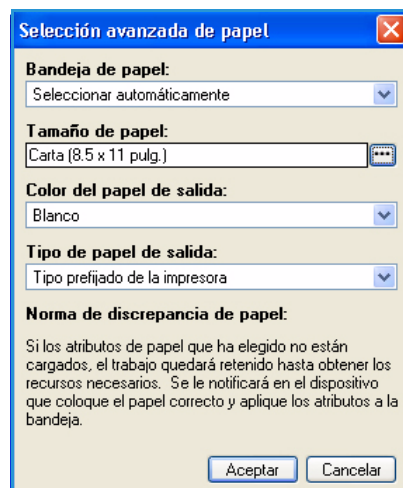 Selección avanzada de papel
Bandeja de papel:
Seleccionar automáticamente
Tamaño de papel:
Carta (8.5 x 11 pulg.)
Color del papel de salida:
Blanco
Tipo de papel de salida:
Tipo prefijado de la impresora
Norma de discrepancia de papel:
Si los atributos de papel que ha elegido no están
cargados, el trabajo quedará retenido hasta obtener los
recursos necesarios. Se le notificará en el dispositivo
que coloque el papel correcto y aplique los atributos a la
bandeja.
Aceptar Cancelar